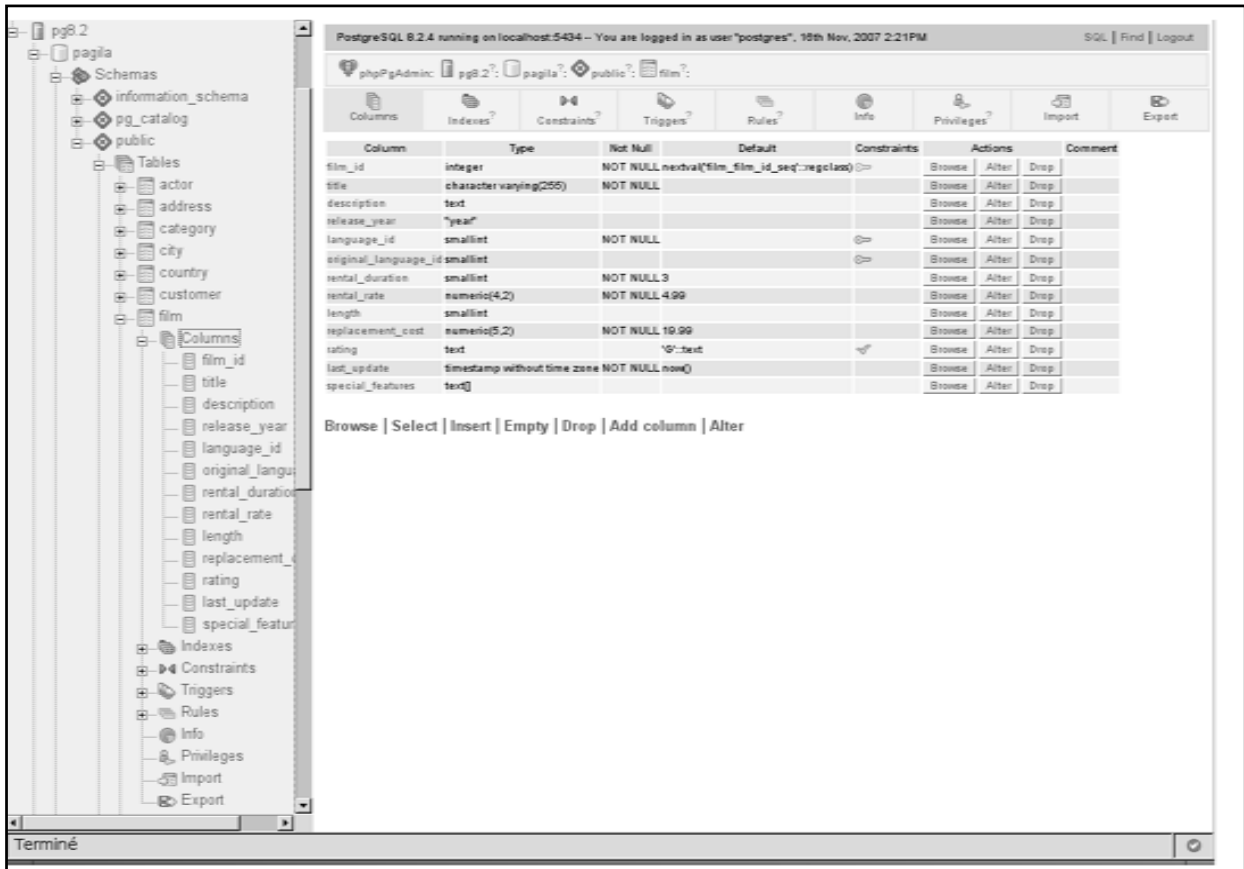 pg8.2
pagila
Schemas
information_schema
pg_catalog
public
Tables
actor
address
category
city
country
customer
film
Columns
film_id
title
description
release_year
language_id
original_langu
rental_duration
rental_rate
length
replacement_
rating
last_update
special_featur
Indexes
Constraints
Triggers
Rules
Info
Privileges
Import
Export
PostgreSQL 8.2.4 running on localhost:5434 -- You are logged in as user "postgres", 16th Nov, 2007 2:21PM
SQL | Find | Logout
phpPgAdmin: pg8.2?: pagila?: public?: film?:
Columns Indexes? Constraints? Triggers? Rules? Info Privileges? Import Export
Column Type Not Null Default Constraints Actions Comment
film_id integer NOT NULL nextval('film_film_id_seq'::regclass) Browse Alter Drop
title character varying(255) NOT NULL Browse Alter Drop
description text Browse Alter Drop
release_year "year" Browse Alter Drop
language_id smallint NOT NULL Browse Alter Drop
original_language_id smallint Browse Alter Drop
rental_duration smallint NOT NULL 3 Browse Alter Drop
rental_rate numeric(4,2) NOT NULL 4.99 Browse Alter Drop
length smallint Browse Alter Drop
replacement_cost numeric(5,2) NOT NULL 19.99 Browse Alter Drop
rating text 'G'::text Browse Alter Drop
last_update timestamp without time zone NOT NULL now() Browse Alter Drop
special_features text[] Browse Alter Drop
Browse | Select | Insert | Empty | Drop | Add column | Alter
Terminé